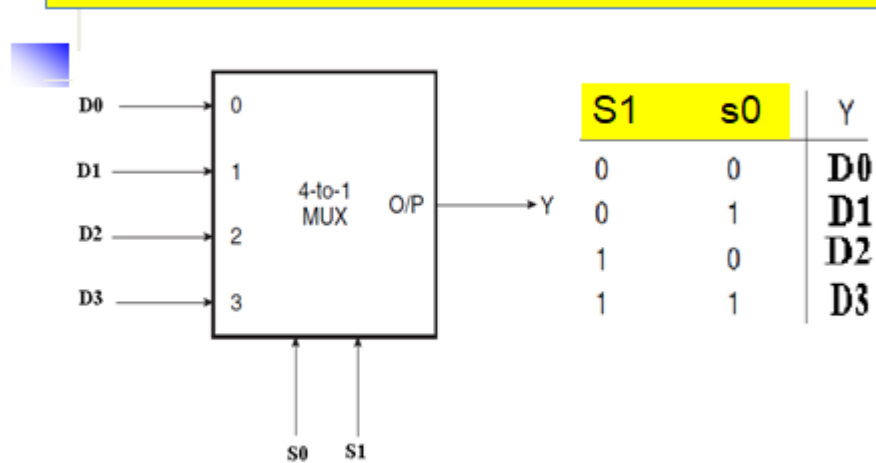 S1 s0 Y
D0 0
0 0 D0
D1 1
4-to-1
MUX
O/P
Y
0 1 D1
D2 2
1 0 D2
D3 3
1 1 D3
S0 S1